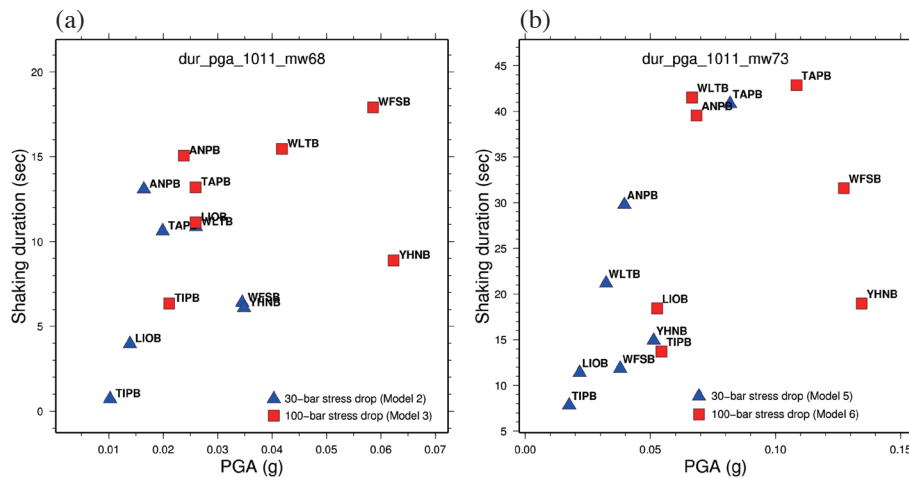 (a)
dur_pga_1011_mw68
Shaking duration (sec)
20
15
10
5
0
WFSB
WLTB
ANPB
TAPB
ANPB
LIOB
WLTB
TAPB
YHNB
TIPB
WFSB
YHNB
LIOB
TIPB
30-bar stress drop (Model 2)
100-bar stress drop (Model 3)
0.01 0.02 0.03 0.04 0.05 0.06 0.07
PGA (g)
(b)
dur_pga_1011_mw73
Shaking duration (sec)
45
40
35
30
25
20
15
10
5
TAPB
WLTB
TAPB
ANPB
WFSB
ANPB
WLTB
YHNB
LIOB
YHNB
TIPB
WFSB
LIOB
TIPB
30-bar stress drop (Model 5)
100-bar stress drop (Model 6)
0.00 0.05 0.10 0.15
PGA (g)